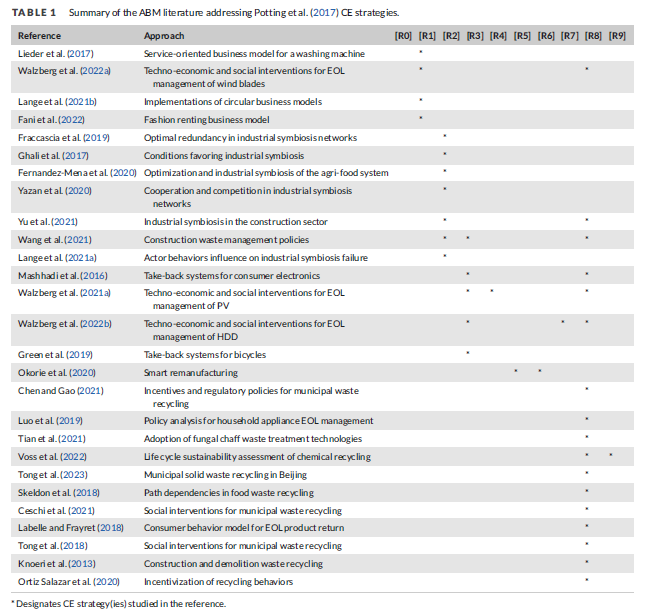 TABLE 1 Summary of the ABM literature addressing Potting et al. (2017) CE strategies.
Reference Approach [R0] [R1] [R2] [R3] [R4] [R5] [R6] [R7] [R8] [R9]
Lieder et al. (2017) Service-oriented business model for a washing machine *
Walzberg et al. (2022a) Techno-economic and social interventions for EOL * *
management of wind blades
Lange et al. (2021b) Implementations of circular business models *
Fani et al. (2022) Fashion renting business model *
Fraccascia et al. (2019) Optimal redundancy in industrial symbiosis networks *
Ghali et al. (2017) Conditions favoring industrial symbiosis *
Fernandez-Mena et al. (2020) Optimization and industrial symbiosis of the agri-food system *
Yazan et al. (2020) Cooperation and competition in industrial symbiosis *
networks
Yu et al. (2021) Industrial symbiosis in the construction sector * *
Wang et al. (2021) Construction waste management policies * * *
Lange et al. (2021a) Actor behaviors influence on industrial symbiosis failure *
Mashhadi et al. (2016) Take-back systems for consumer electronics * *
Walzberg et al. (2021a) Techno-economic and social interventions for EOL * * *
management of PV
Walzberg et al. (2022b) Techno-economic and social interventions for EOL * * *
management of HDD
Green et al. (2019) Take-back systems for bicycles *
Okorie et al. (2020) Smart remanufacturing * *
Chen and Gao (2021) Incentives and regulatory policies for municipal waste *
recycling
Luo et al. (2019) Policy analysis for household appliance EOL management *
Tian et al. (2021) Adoption of fungal chaff waste treatment technologies *
Voss et al. (2022) Life cycle sustainability assessment of chemical recycling * *
Tong et al. (2023) Municipal solid waste recycling in Beijing *
Skeldon et al. (2018) Path dependencies in food waste recycling *
Ceschi et al. (2021) Social interventions for municipal waste recycling *
Labelle and Frayret (2018) Consumer behavior model for EOL product return *
Tong et al. (2018) Social interventions for municipal waste recycling *
Knoeri et al. (2013) Construction and demolition waste recycling *
Ortiz Salazar et al. (2020) Incentivization of recycling behaviors *
* Designates CE strategy(ies) studied in the reference.